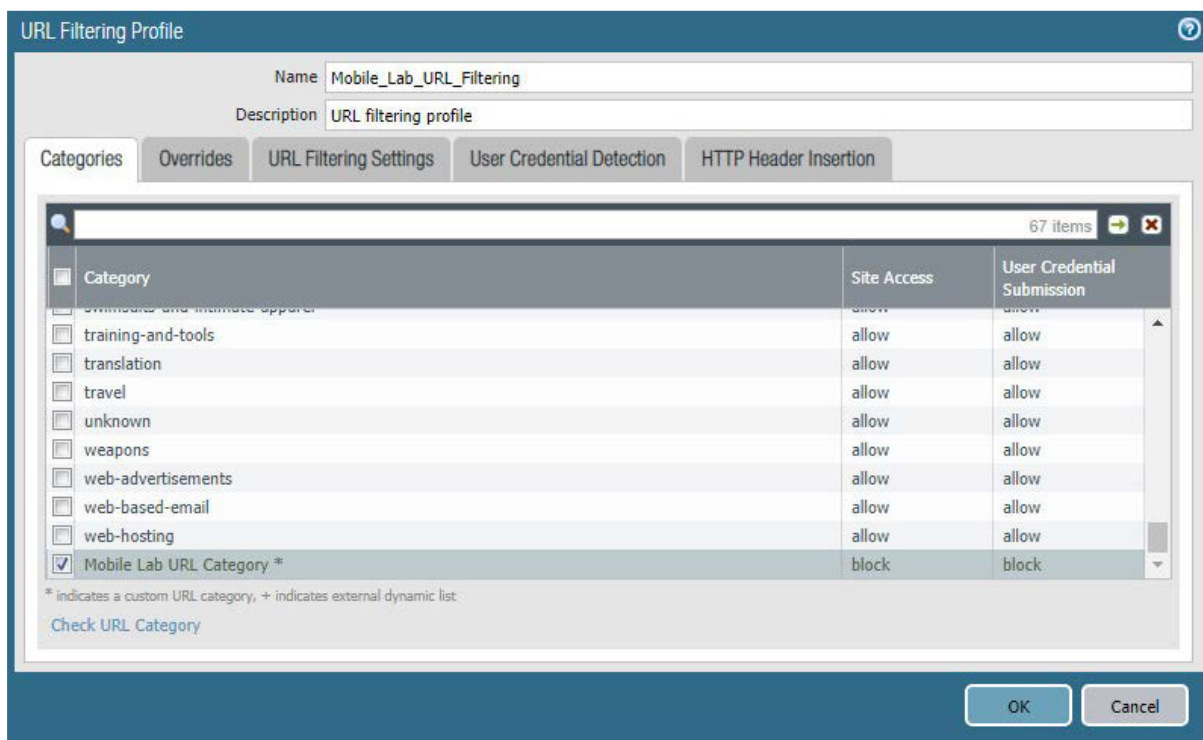 URL Filtering Profile
Name Mobile_Lab_URL_Filtering
Description URL filtering profile
Categories Overrides URL Filtering Settings User Credential Detection HTTP Header Insertion
67 items
Category Site Access User Credential Submission
training-and-tools allow allow
translation allow allow
travel allow allow
unknown allow allow
weapons allow allow
web-advertisements allow allow
web-based-email allow allow
web-hosting allow allow
Mobile Lab URL Category * block block
* indicates a custom URL category, + indicates external dynamic list
Check URL Category
OK Cancel